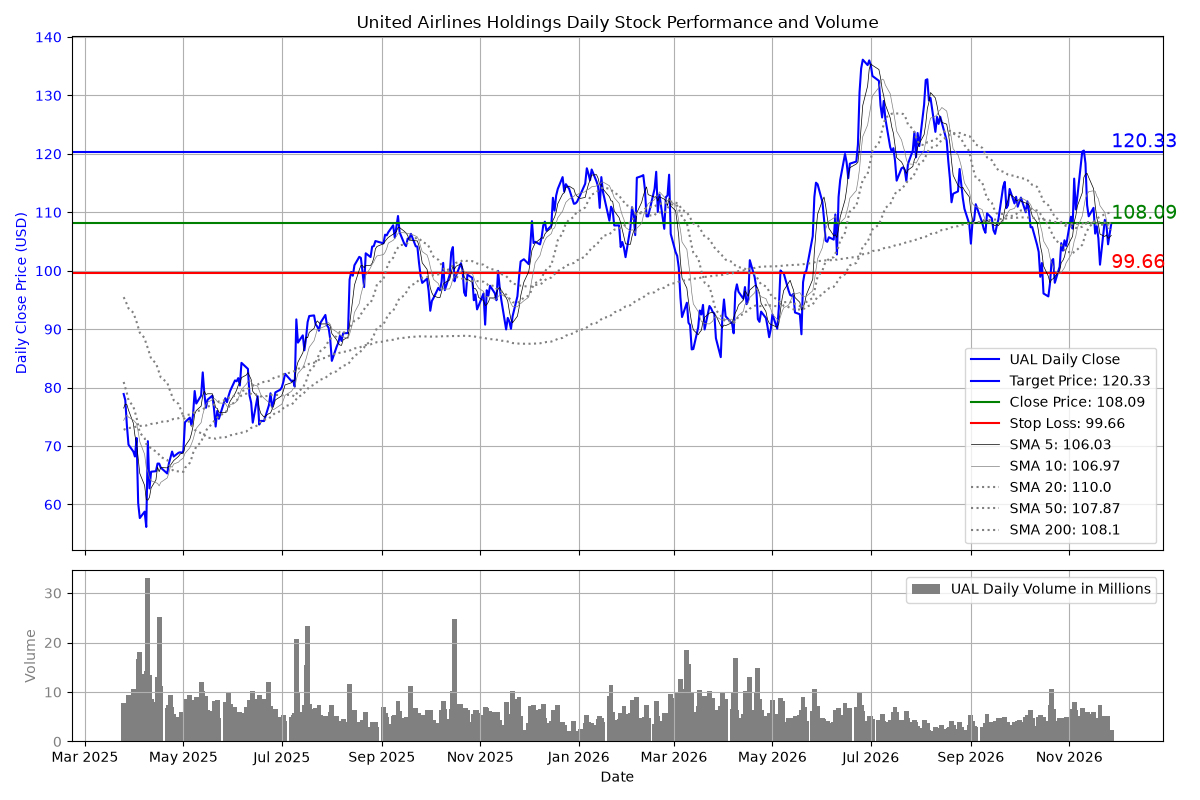 United Airlines Holdings Daily Stock Performance and Volume
Daily Close Price (USD)
140
130
120
110
100
90
80
70
60
120.33
108.09
99.66
UAL Daily Close
Target Price: 120.33
Close Price: 108.09
Stop Loss: 99.66
SMA 5: 106.03
SMA 10: 106.97
SMA 20: 110.0
SMA 50: 107.87
SMA 200: 108.1
Volume
30
20
10
0
UAL Daily Volume in Millions
Mar 2025 May 2025 Jul 2025 Sep 2025 Nov 2025 Jan 2026 Mar 2026 May 2026 Jul 2026 Sep 2026 Nov 2026
Date